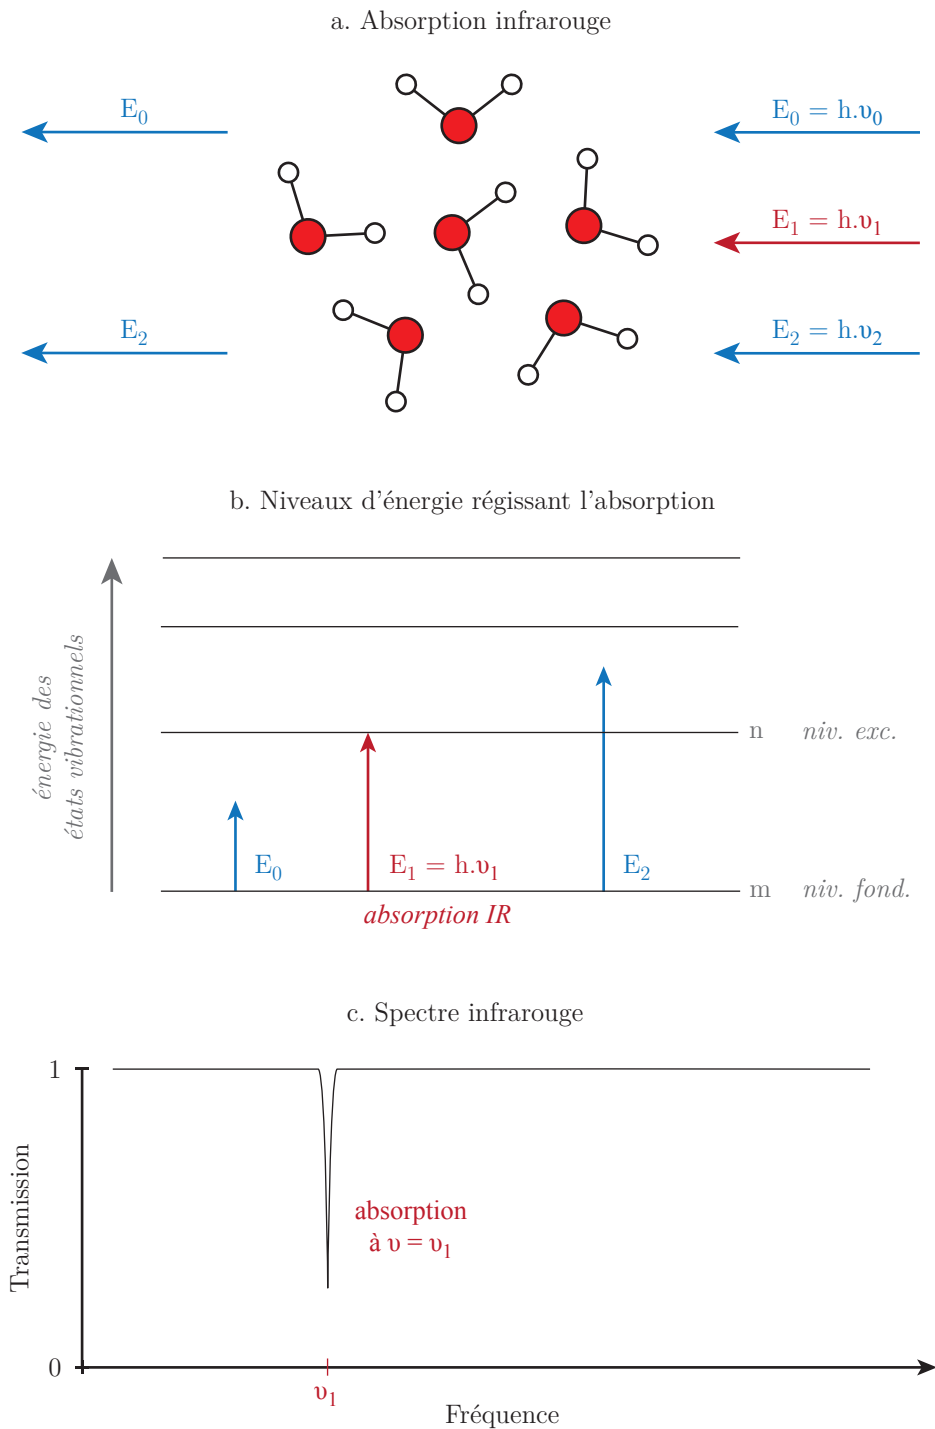 a. Absorption infrarouge
E₀
E₀ = h.υ₀
E₁ = h.υ₁
E₂
E₂ = h.υ₂
b. Niveaux d'énergie régissant l'absorption
énergie des
états vibrationnels
n niv. exc.
E₀
E₁ = h.υ₁
E₂
m niv. fond.
absorption IR
c. Spectre infrarouge
1
Transmission
absorption
à υ = υ₁
0
υ₁
Fréquence